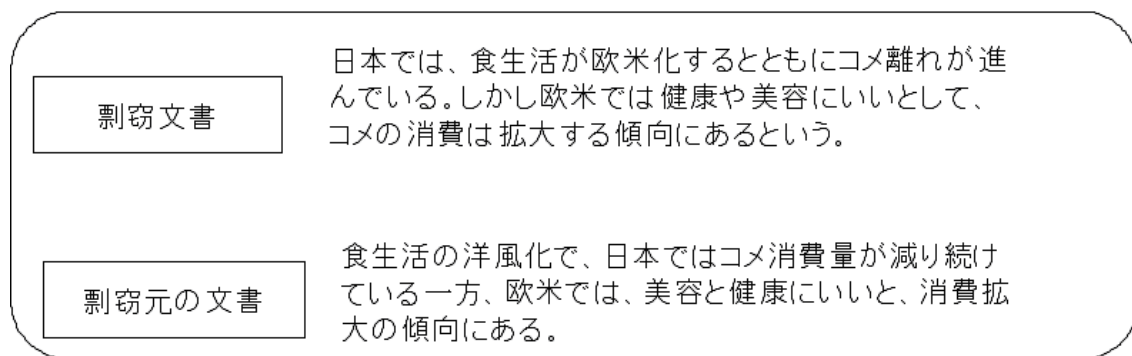 剽窃文書
日本では、食生活が欧米化するとともにコメ離れが進
んでいる。しかし欧米では健康や美容にいいとして、
コメの消費は拡大する傾向にあるという。
剽窃元の文書
食生活の洋風化で、日本ではコメ消費量が減り続け
ている一方、欧米では、美容と健康にいいと、消費拡
大の傾向にある。